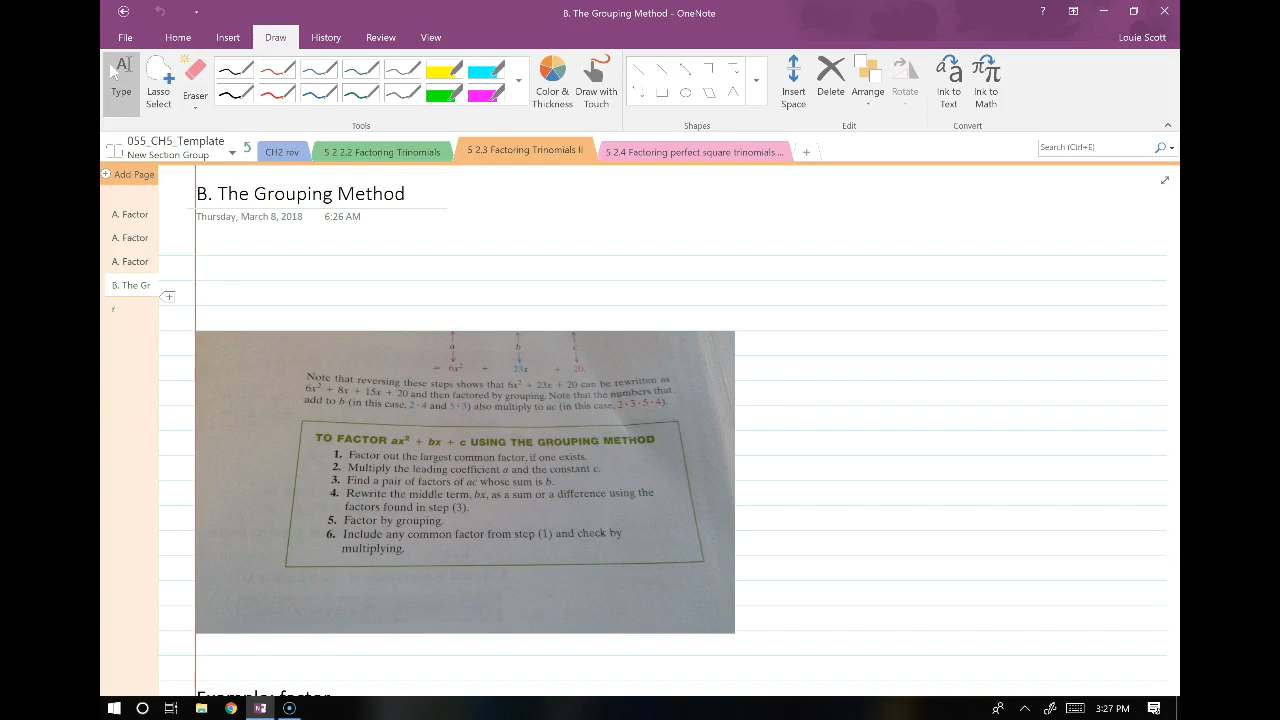 B. The Grouping Method - OneNote
?
File
Home
Insert
Draw
History
Review
View
Louie Scott
Type
Lasso
Select
Eraser
Color &
Thickness
Draw with
Touch
Insert
Space
Delete
Arrange
Rotate
Ink to
Text
Ink to
Math
Tools
Shapes
Edit
Convert
055_CH5_Template
New Section Group
CH2 rev
5 2 2.2 Factoring Trinomials
5 2.3 Factoring Trinomials II
5 2.4 Factoring perfect square trinomials ...
Search (Ctrl+E)
Add Page
A. Factor
A. Factor
A. Factor
B. The Gr
r
B. The Grouping Method
Thursday, March 8, 2018 6:26 AM
a b c
= 6x² + 23x + 20.
Note that reversing these steps shows that 6x² + 23x + 20 can be rewritten as
6x² + 8x + 15x + 20 and then factored by grouping. Note that the numbers that
add to b (in this case, 2 · 4 and 5 · 3) also multiply to ac (in this case, 2 · 3 · 5 · 4).
TO FACTOR ax² + bx + c USING THE GROUPING METHOD
1. Factor out the largest common factor, if one exists.
2. Multiply the leading coefficient a and the constant c.
3. Find a pair of factors of ac whose sum is b.
4. Rewrite the middle term, bx, as a sum or a difference using the
factors found in step (3).
5. Factor by grouping.
6. Include any common factor from step (1) and check by
multiplying.
Example: factor
3:27 PM